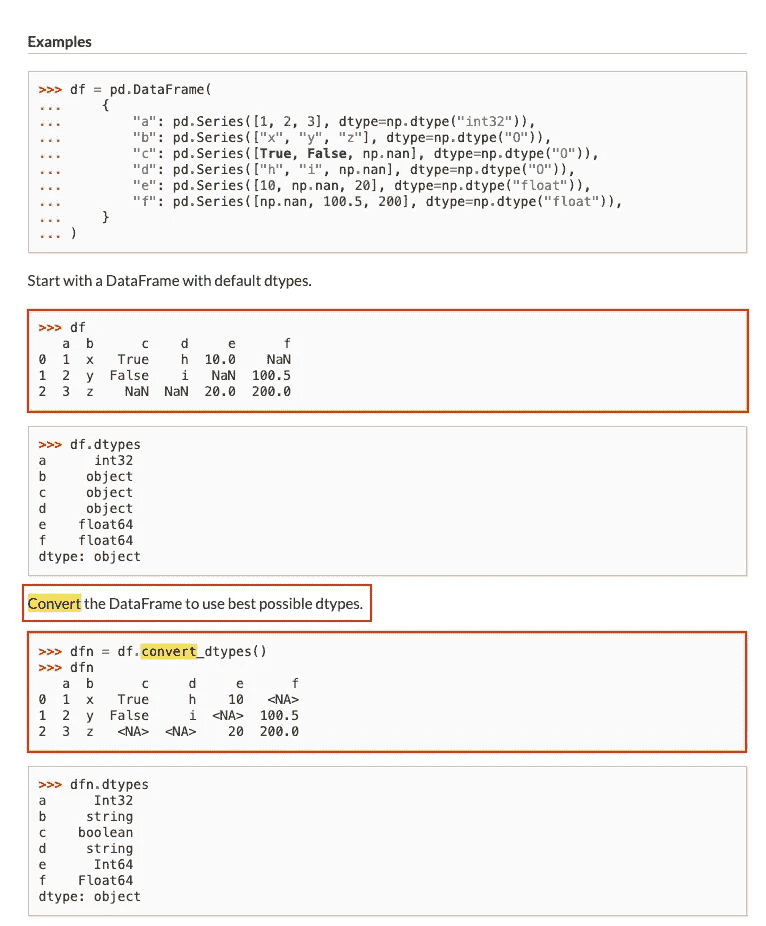 Examples
>>> df = pd.DataFrame(
...     {
...         "a": pd.Series([1, 2, 3], dtype=np.dtype("int32")),
...         "b": pd.Series(["x", "y", "z"], dtype=np.dtype("O")),
...         "c": pd.Series([True, False, np.nan], dtype=np.dtype("O")),
...         "d": pd.Series(["h", "i", np.nan], dtype=np.dtype("O")),
...         "e": pd.Series([10, np.nan, 20], dtype=np.dtype("float")),
...         "f": pd.Series([np.nan, 100.5, 200], dtype=np.dtype("float")),
...     }
... )
Start with a DataFrame with default dtypes.
>>> df
   a  b      c    d     e      f
0  1  x   True    h  10.0    NaN
1  2  y  False    i   NaN  100.5
2  3  z    NaN  NaN  20.0  200.0
>>> df.dtypes
a      int32
b     object
c     object
d     object
e    float64
f    float64
dtype: object
Convert the DataFrame to use best possible dtypes.
>>> dfn = df.convert_dtypes()
>>> dfn
   a  b      c     d     e      f
0  1  x   True     h    10   <NA>
1  2  y  False     i  <NA>  100.5
2  3  z   <NA>  <NA>    20  200.0
>>> dfn.dtypes
a      Int32
b     string
c    boolean
d     string
e      Int64
f    Float64
dtype: object